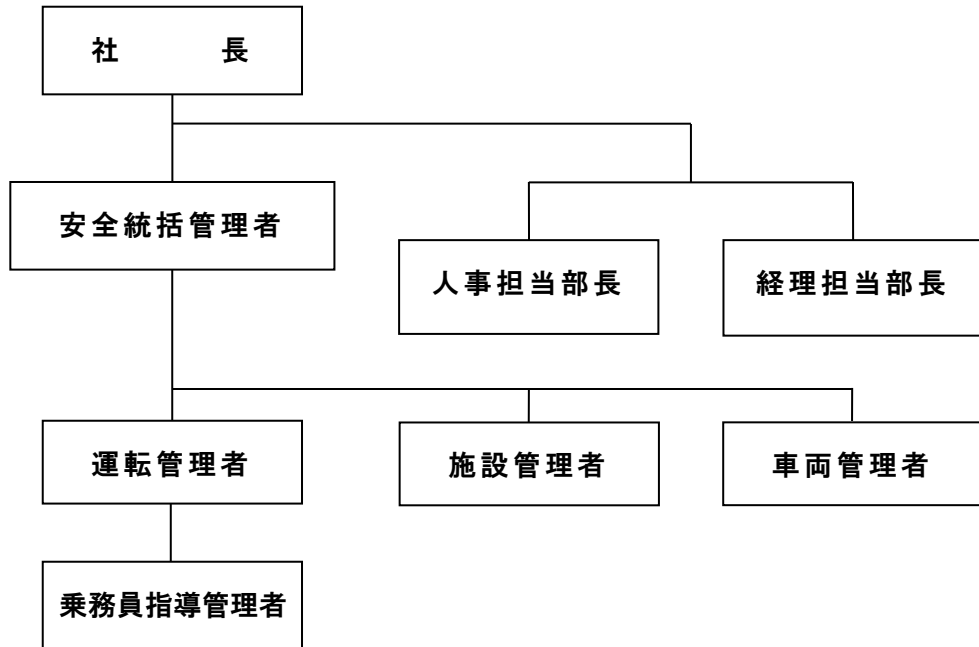 社　　　長
安全統括管理者
人事担当部長
経理担当部長
運転管理者
施設管理者
車両管理者
乗務員指導管理者